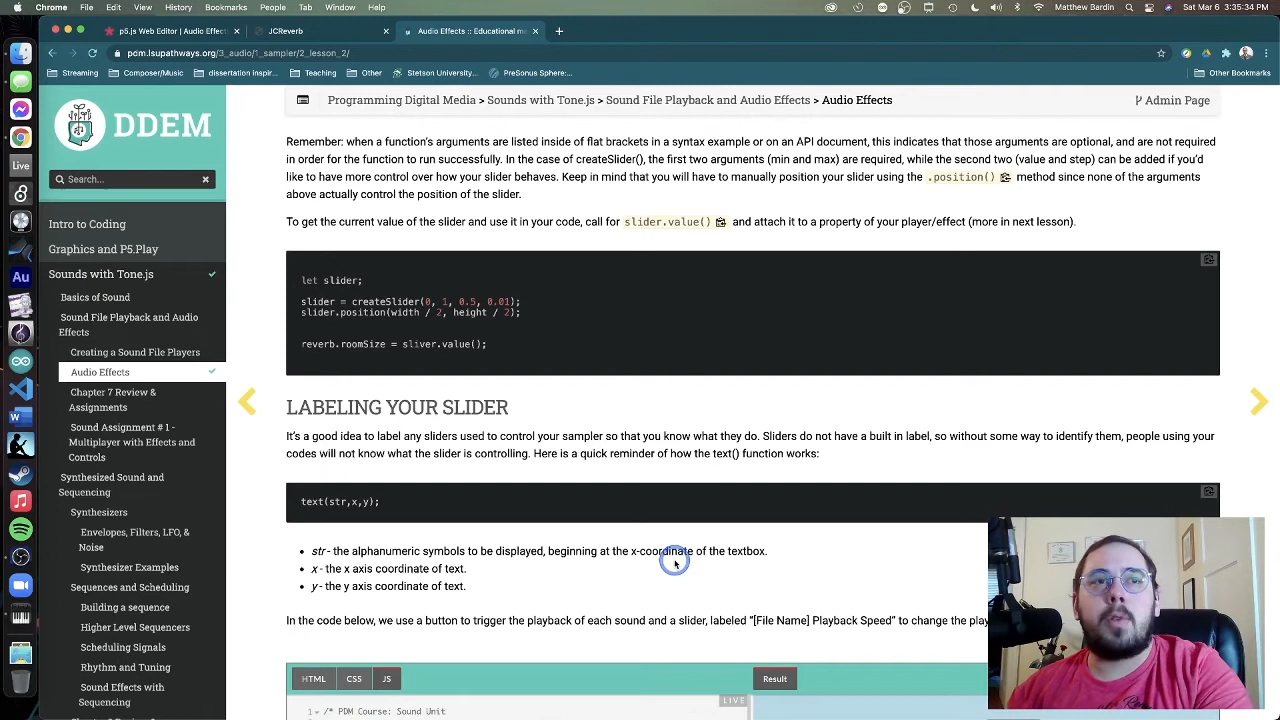 Chrome File Edit View History Bookmarks People Tab Window Help
p5.js Web Editor | Audio Effect
JCReverb
Audio Effects :: Educational m
pdm.lsupathways.org/3_audio/1_sampler/2_lesson_2/
Streaming Composer/Music dissertation inspir... Teaching Other Stetson University... PreSonus Sphere:... Other Bookmarks
DDEM
Search...
Intro to Coding
Graphics and P5.Play
Sounds with Tone.js
Basics of Sound
Sound File Playback and Audio
Effects
Creating a Sound File Players
Audio Effects
Chapter 7 Review &
Assignments
Sound Assignment # 1 -
Multiplayer with Effects and
Controls
Synthesized Sound and
Sequencing
Synthesizers
Envelopes, Filters, LFO, &
Noise
Synthesizer Examples
Sequences and Scheduling
Building a sequence
Higher Level Sequencers
Scheduling Signals
Rhythm and Tuning
Sound Effects with
Sequencing
Live
Au
Programming Digital Media > Sounds with Tone.js > Sound File Playback and Audio Effects > Audio Effects
Admin Page
Remember: when a function's arguments are listed inside of flat brackets in a syntax example or on an API document, this indicates that those arguments are optional, and are not required
in order for the function to run successfully. In the case of createSlider(), the first two arguments (min and max) are required, while the second two (value and step) can be added if you'd
like to have more control over how your slider behaves. Keep in mind that you will have to manually position your slider using the .position() method since none of the arguments
above actually control the position of the slider.
To get the current value of the slider and use it in your code, call for slider.value() and attach it to a property of your player/effect (more in next lesson).
let slider;
slider = createSlider(0, 1, 0.5, 0.01);
slider.position(width / 2, height / 2);
reverb.roomSize = sliver.value();
LABELING YOUR SLIDER
It's a good idea to label any sliders used to control your sampler so that you know what they do. Sliders do not have a built in label, so without some way to identify them, people using your
codes will not know what the slider is controlling. Here is a quick reminder of how the text() function works:
text(str,x,y);
str - the alphanumeric symbols to be displayed, beginning at the x-coordinate of the textbox.
x - the x axis coordinate of text.
y - the y axis coordinate of text.
In the code below, we use a button to trigger the playback of each sound and a slider, labeled "[File Name] Playback Speed" to change the play
HTML CSS JS
Result
LIVE
1 /* PDM Course: Sound Unit